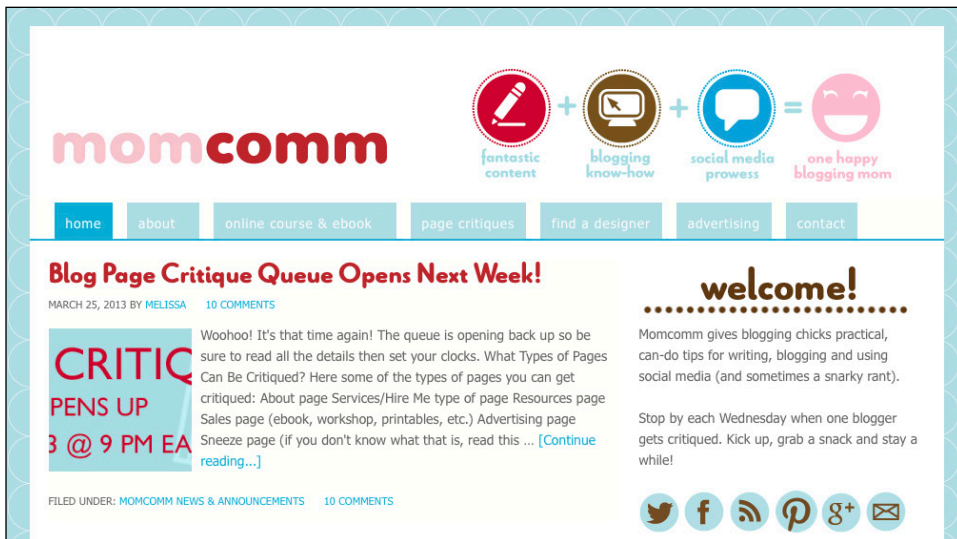 momcomm
fantastic
content
blogging
know-how
social media
prowess
one happy
blogging mom
home
about
online course & ebook
page critiques
find a designer
advertising
contact
Blog Page Critique Queue Opens Next Week!
MARCH 25, 2013 BY MELISSA 10 COMMENTS
CRITIQ
PENS UP
3 @ 9 PM EA
Woohoo! It's that time again! The queue is opening back up so be
sure to read all the details then set your clocks. What Types of Pages
Can Be Critiqued? Here some of the types of pages you can get
critiqued: About page Services/Hire Me type of page Resources page
Sales page (ebook, workshop, printables, etc.) Advertising page
Sneeze page (if you don't know what that is, read this ... [Continue
reading...]
FILED UNDER: MOMCOMM NEWS & ANNOUNCEMENTS 10 COMMENTS
welcome!
Momcomm gives blogging chicks practical,
can-do tips for writing, blogging and using
social media (and sometimes a snarky rant).
Stop by each Wednesday when one blogger
gets critiqued. Kick up, grab a snack and stay a
while!
g+